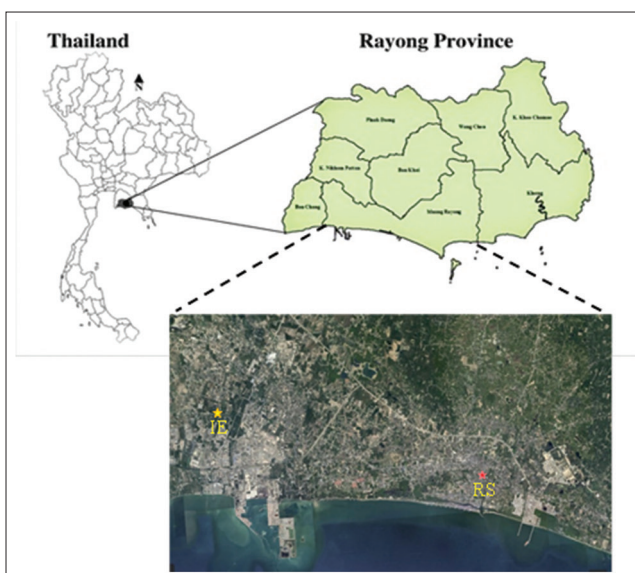 Thailand
Rayong Province
N
Pluak Daeng
Wang Chan
K. Khao Chamao
K. Nikhom Pattana
Ban Khai
Klaeng
Ban Chang
Muang Rayong
IE
RS